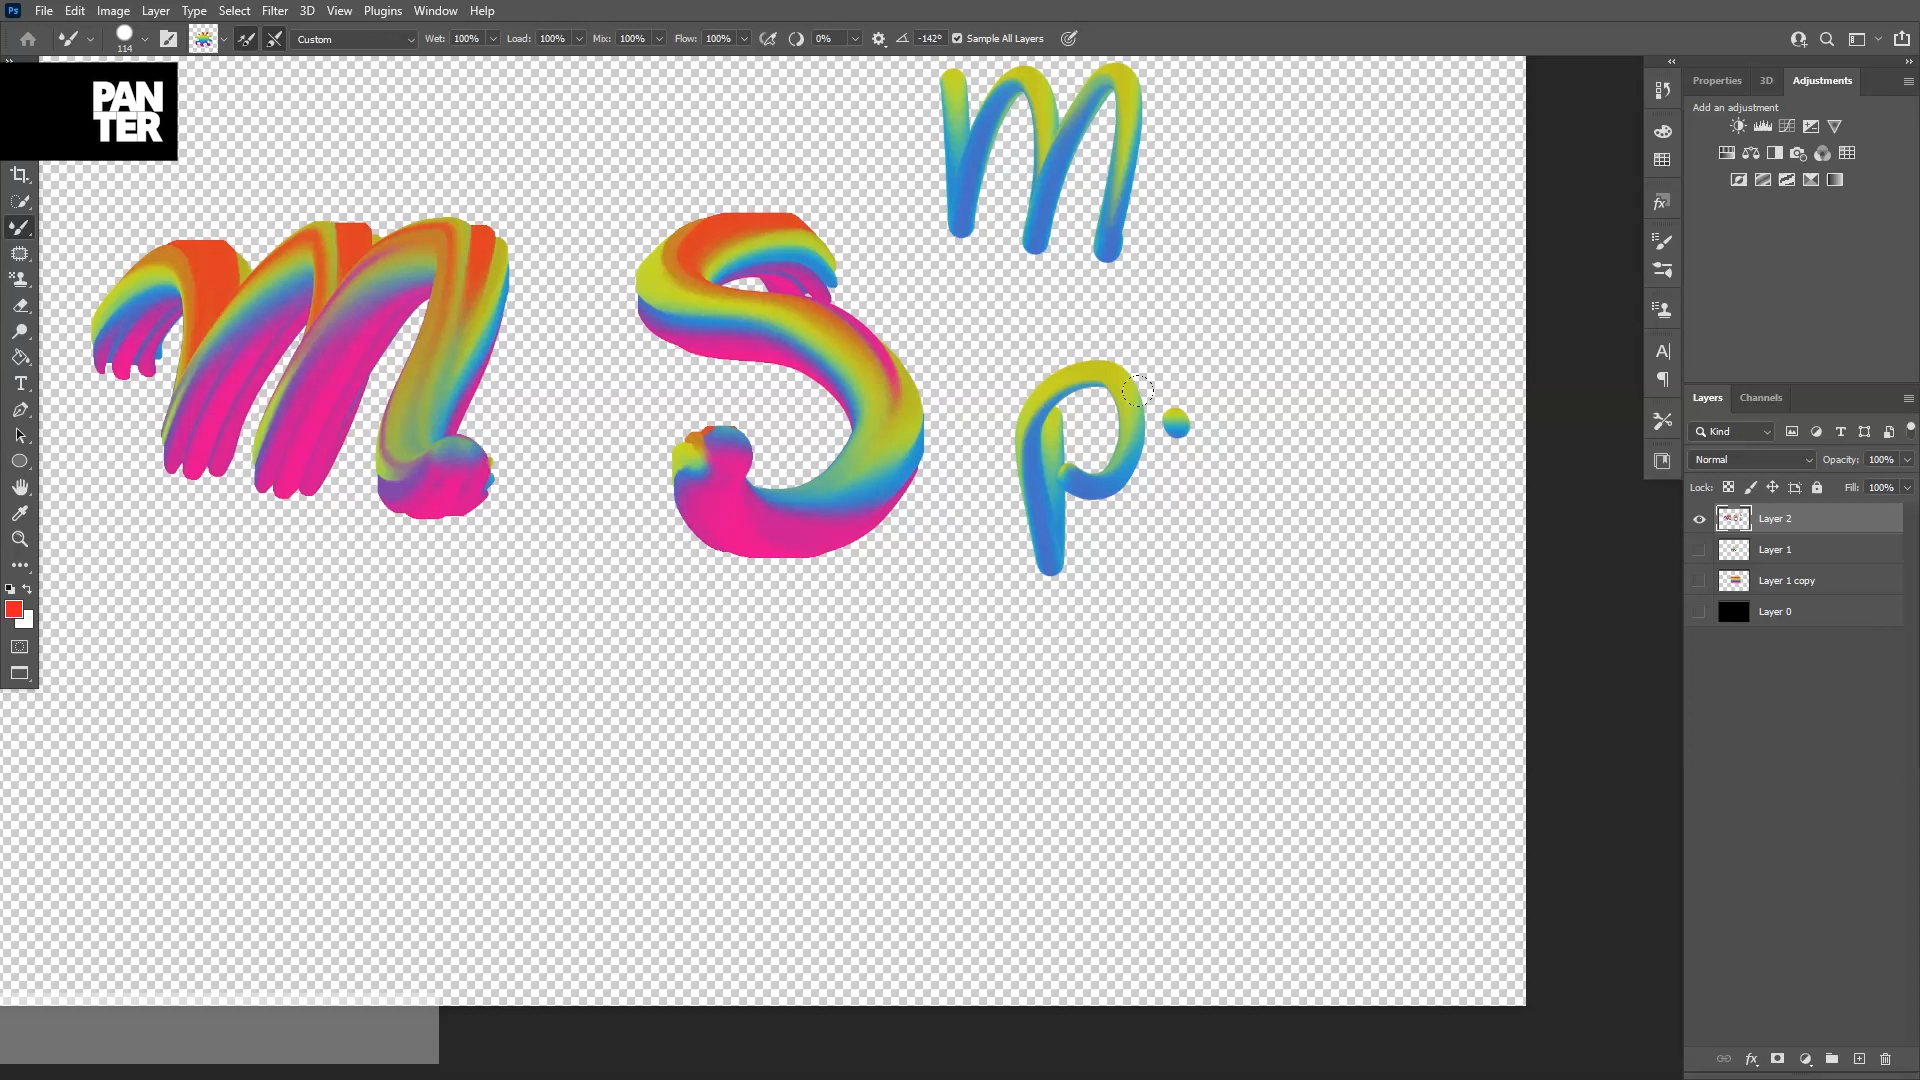 Ps File Edit Image Layer Type Select Filter 3D View Plugins Window Help
114 Custom Wet: 100% Load: 100% Mix: 100% Flow: 100% 0% -142° Sample All Layers
PAN
TER
m
m
s
p
Properties 3D Adjustments
Add an adjustment
Layers Channels
Kind
Normal Opacity: 100%
Lock: Fill: 100%
Layer 2
Layer 1
Layer 1 copy
Layer 0